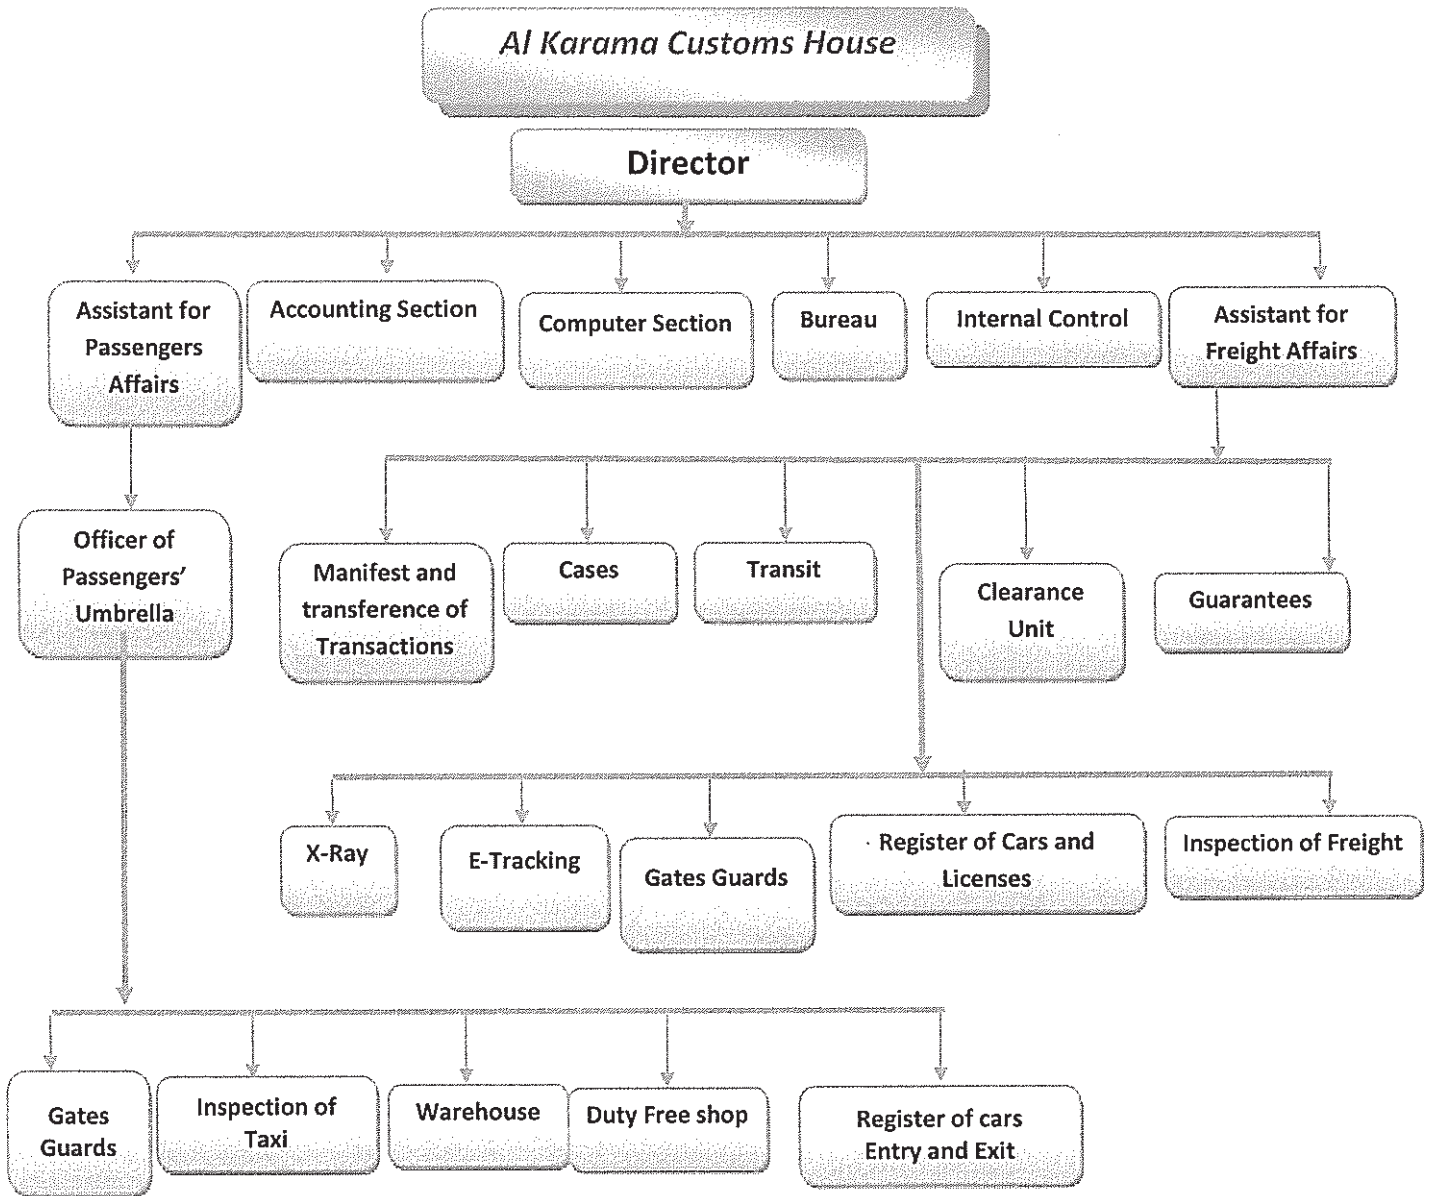 Al Karama Customs House
Director
Assistant for
Passengers
Affairs
Accounting Section
Computer Section
Bureau
Internal Control
Assistant for
Freight Affairs
Officer of
Passengers’
Umbrella
Manifest and
transference of
Transactions
Cases
Transit
Clearance
Unit
Guarantees
X-Ray
E-Tracking
Gates Guards
Register of Cars and
Licenses
Inspection of Freight
Gates
Guards
Inspection of
Taxi
Warehouse
Duty Free shop
Register of cars
Entry and Exit